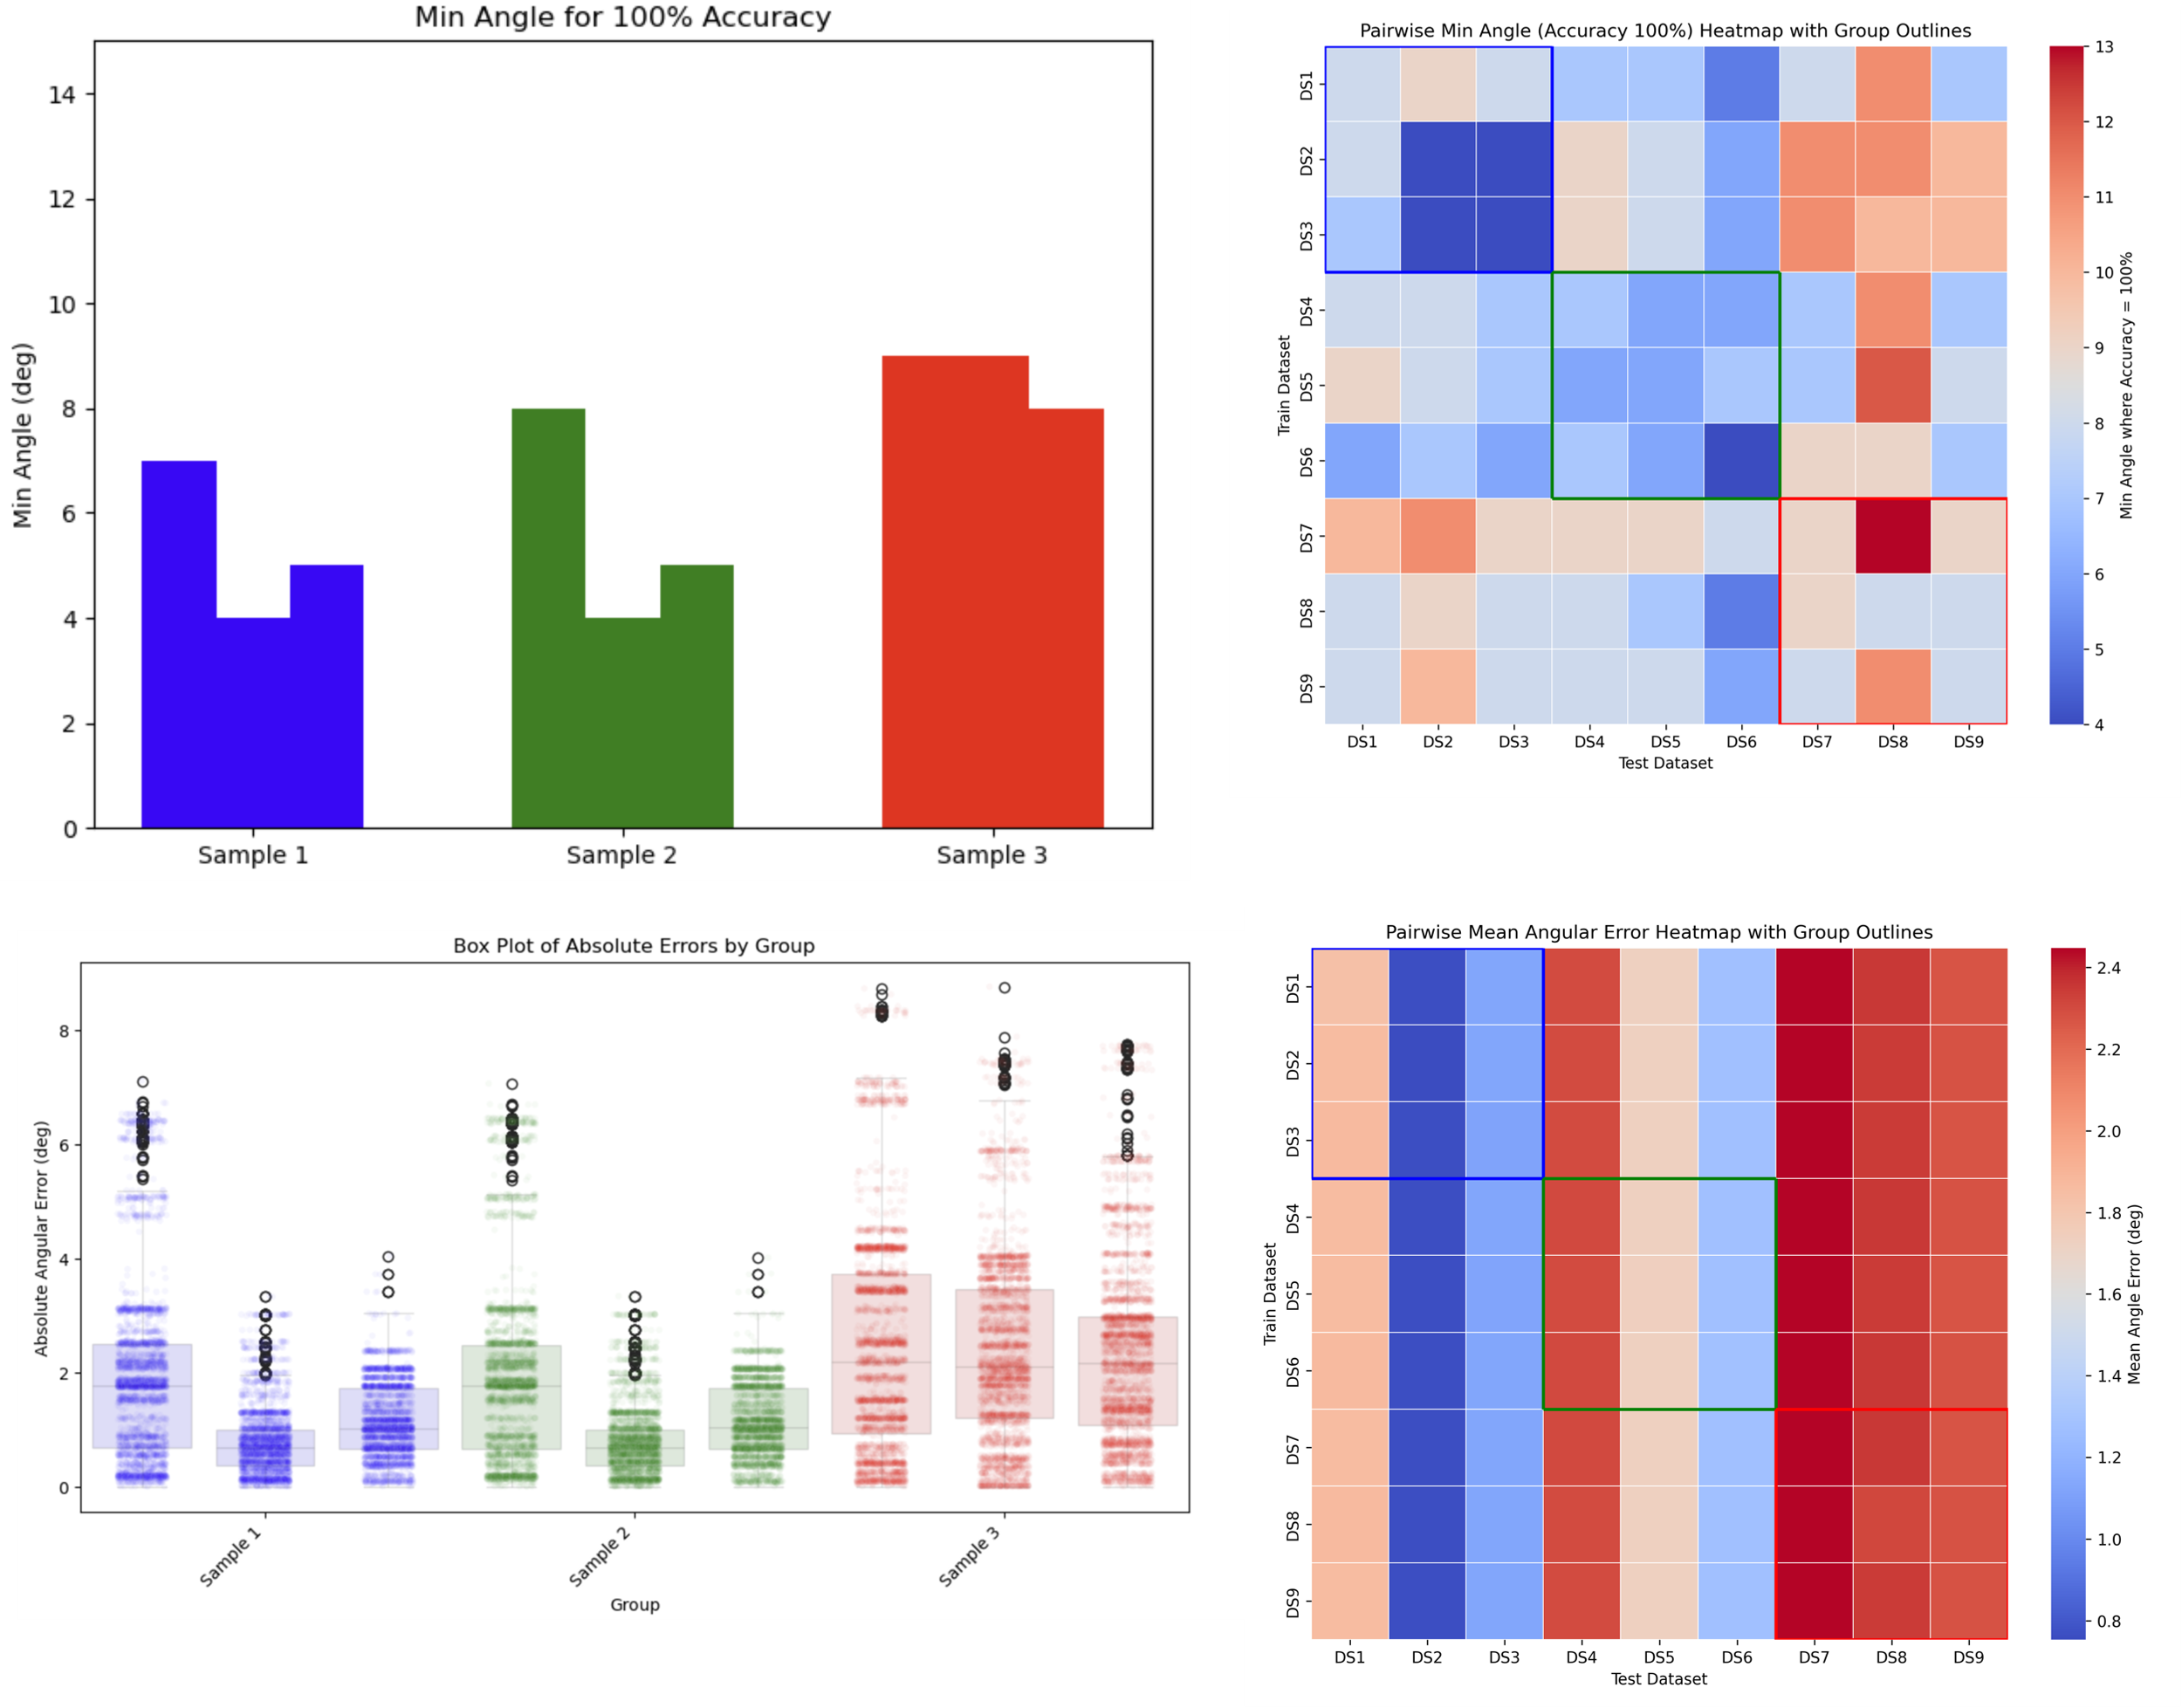 Min Angle for 100% Accuracy
Min Angle (deg)
14
12
10
8
6
4
2
0
Sample 1
Sample 2
Sample 3
Pairwise Min Angle (Accuracy 100%) Heatmap with Group Outlines
Train Dataset
DS1
DS2
DS3
DS4
DS5
DS6
DS7
DS8
DS9
DS1
DS2
DS3
DS4
DS5
DS6
DS7
DS8
DS9
Test Dataset
13
12
11
10
9
8
7
6
5
4
Min Angle where Accuracy = 100%
Box Plot of Absolute Errors by Group
Absolute Angular Error (deg)
8
6
4
2
0
Sample 1
Sample 2
Sample 3
Group
Pairwise Mean Angular Error Heatmap with Group Outlines
Train Dataset
DS1
DS2
DS3
DS4
DS5
DS6
DS7
DS8
DS9
DS1
DS2
DS3
DS4
DS5
DS6
DS7
DS8
DS9
Test Dataset
2.4
2.2
2.0
1.8
1.6
1.4
1.2
1.0
0.8
Mean Angle Error (deg)